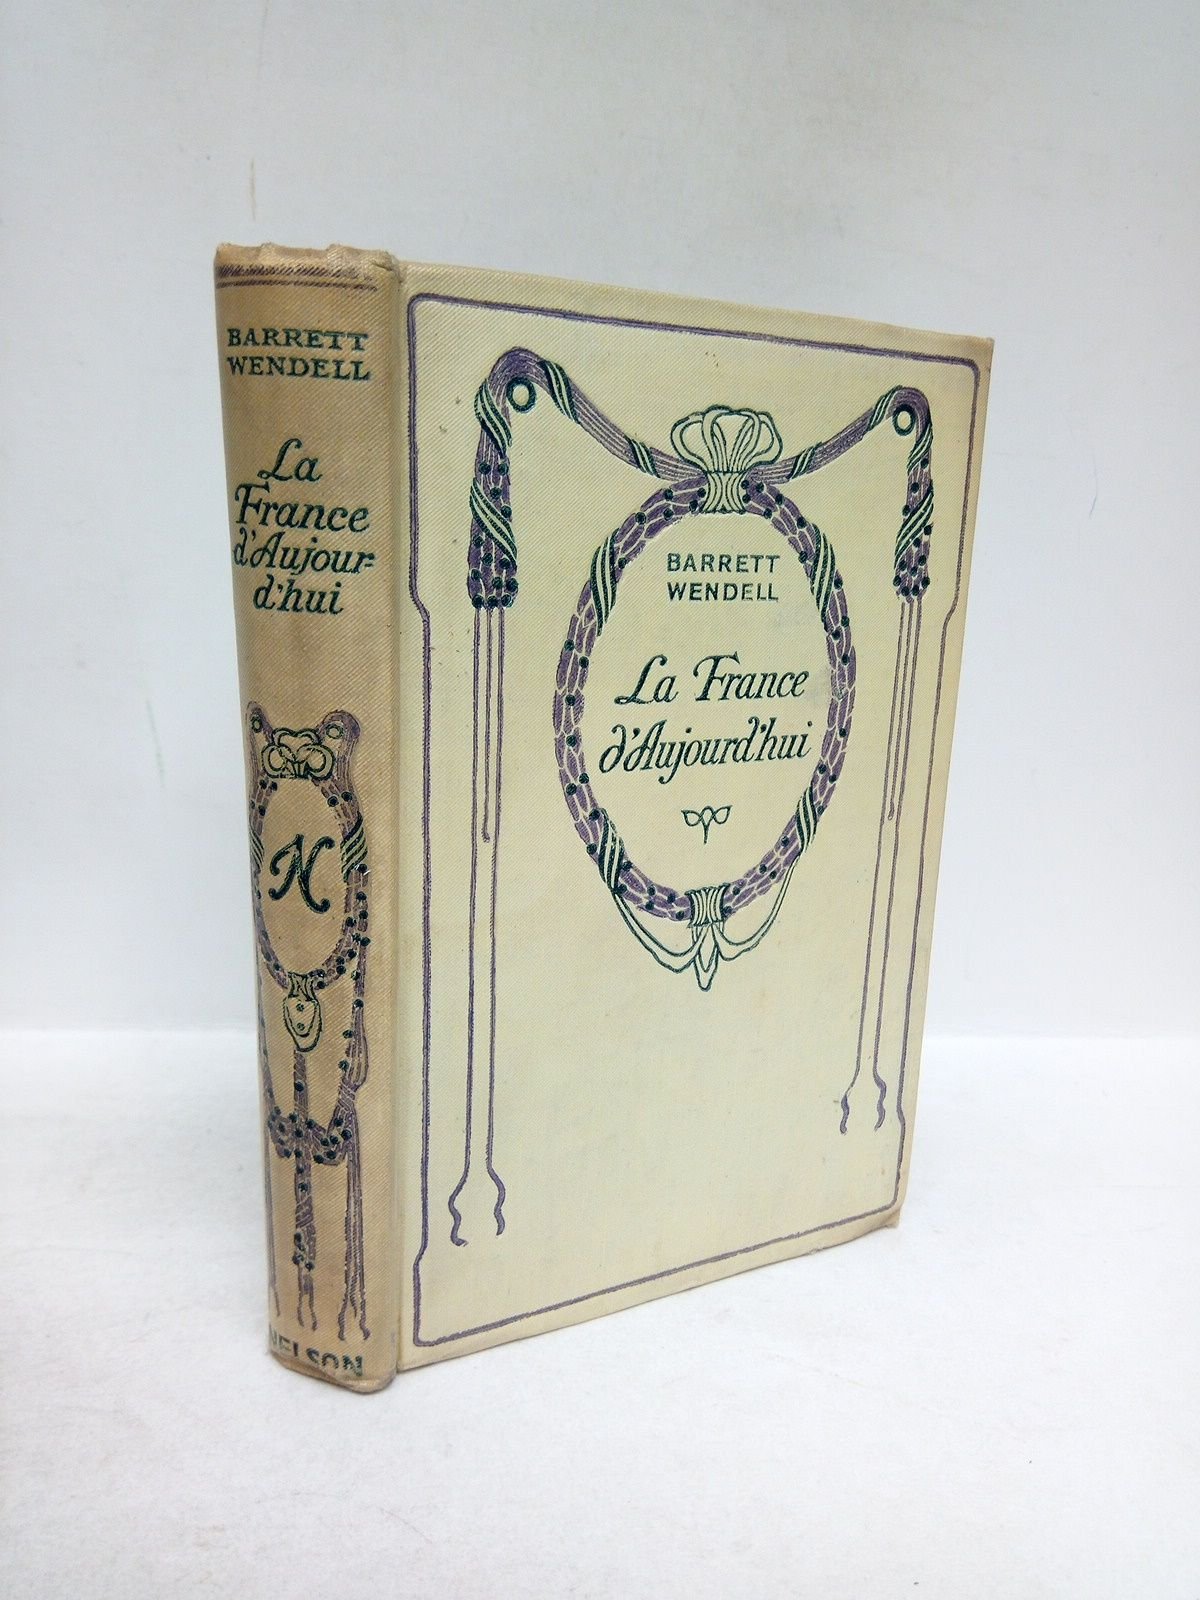 BARRETT
WENDELL
La
France
d'Aujour-
d'hui
N
NELSON
BARRETT
WENDELL
La France
d'Aujourd'hui